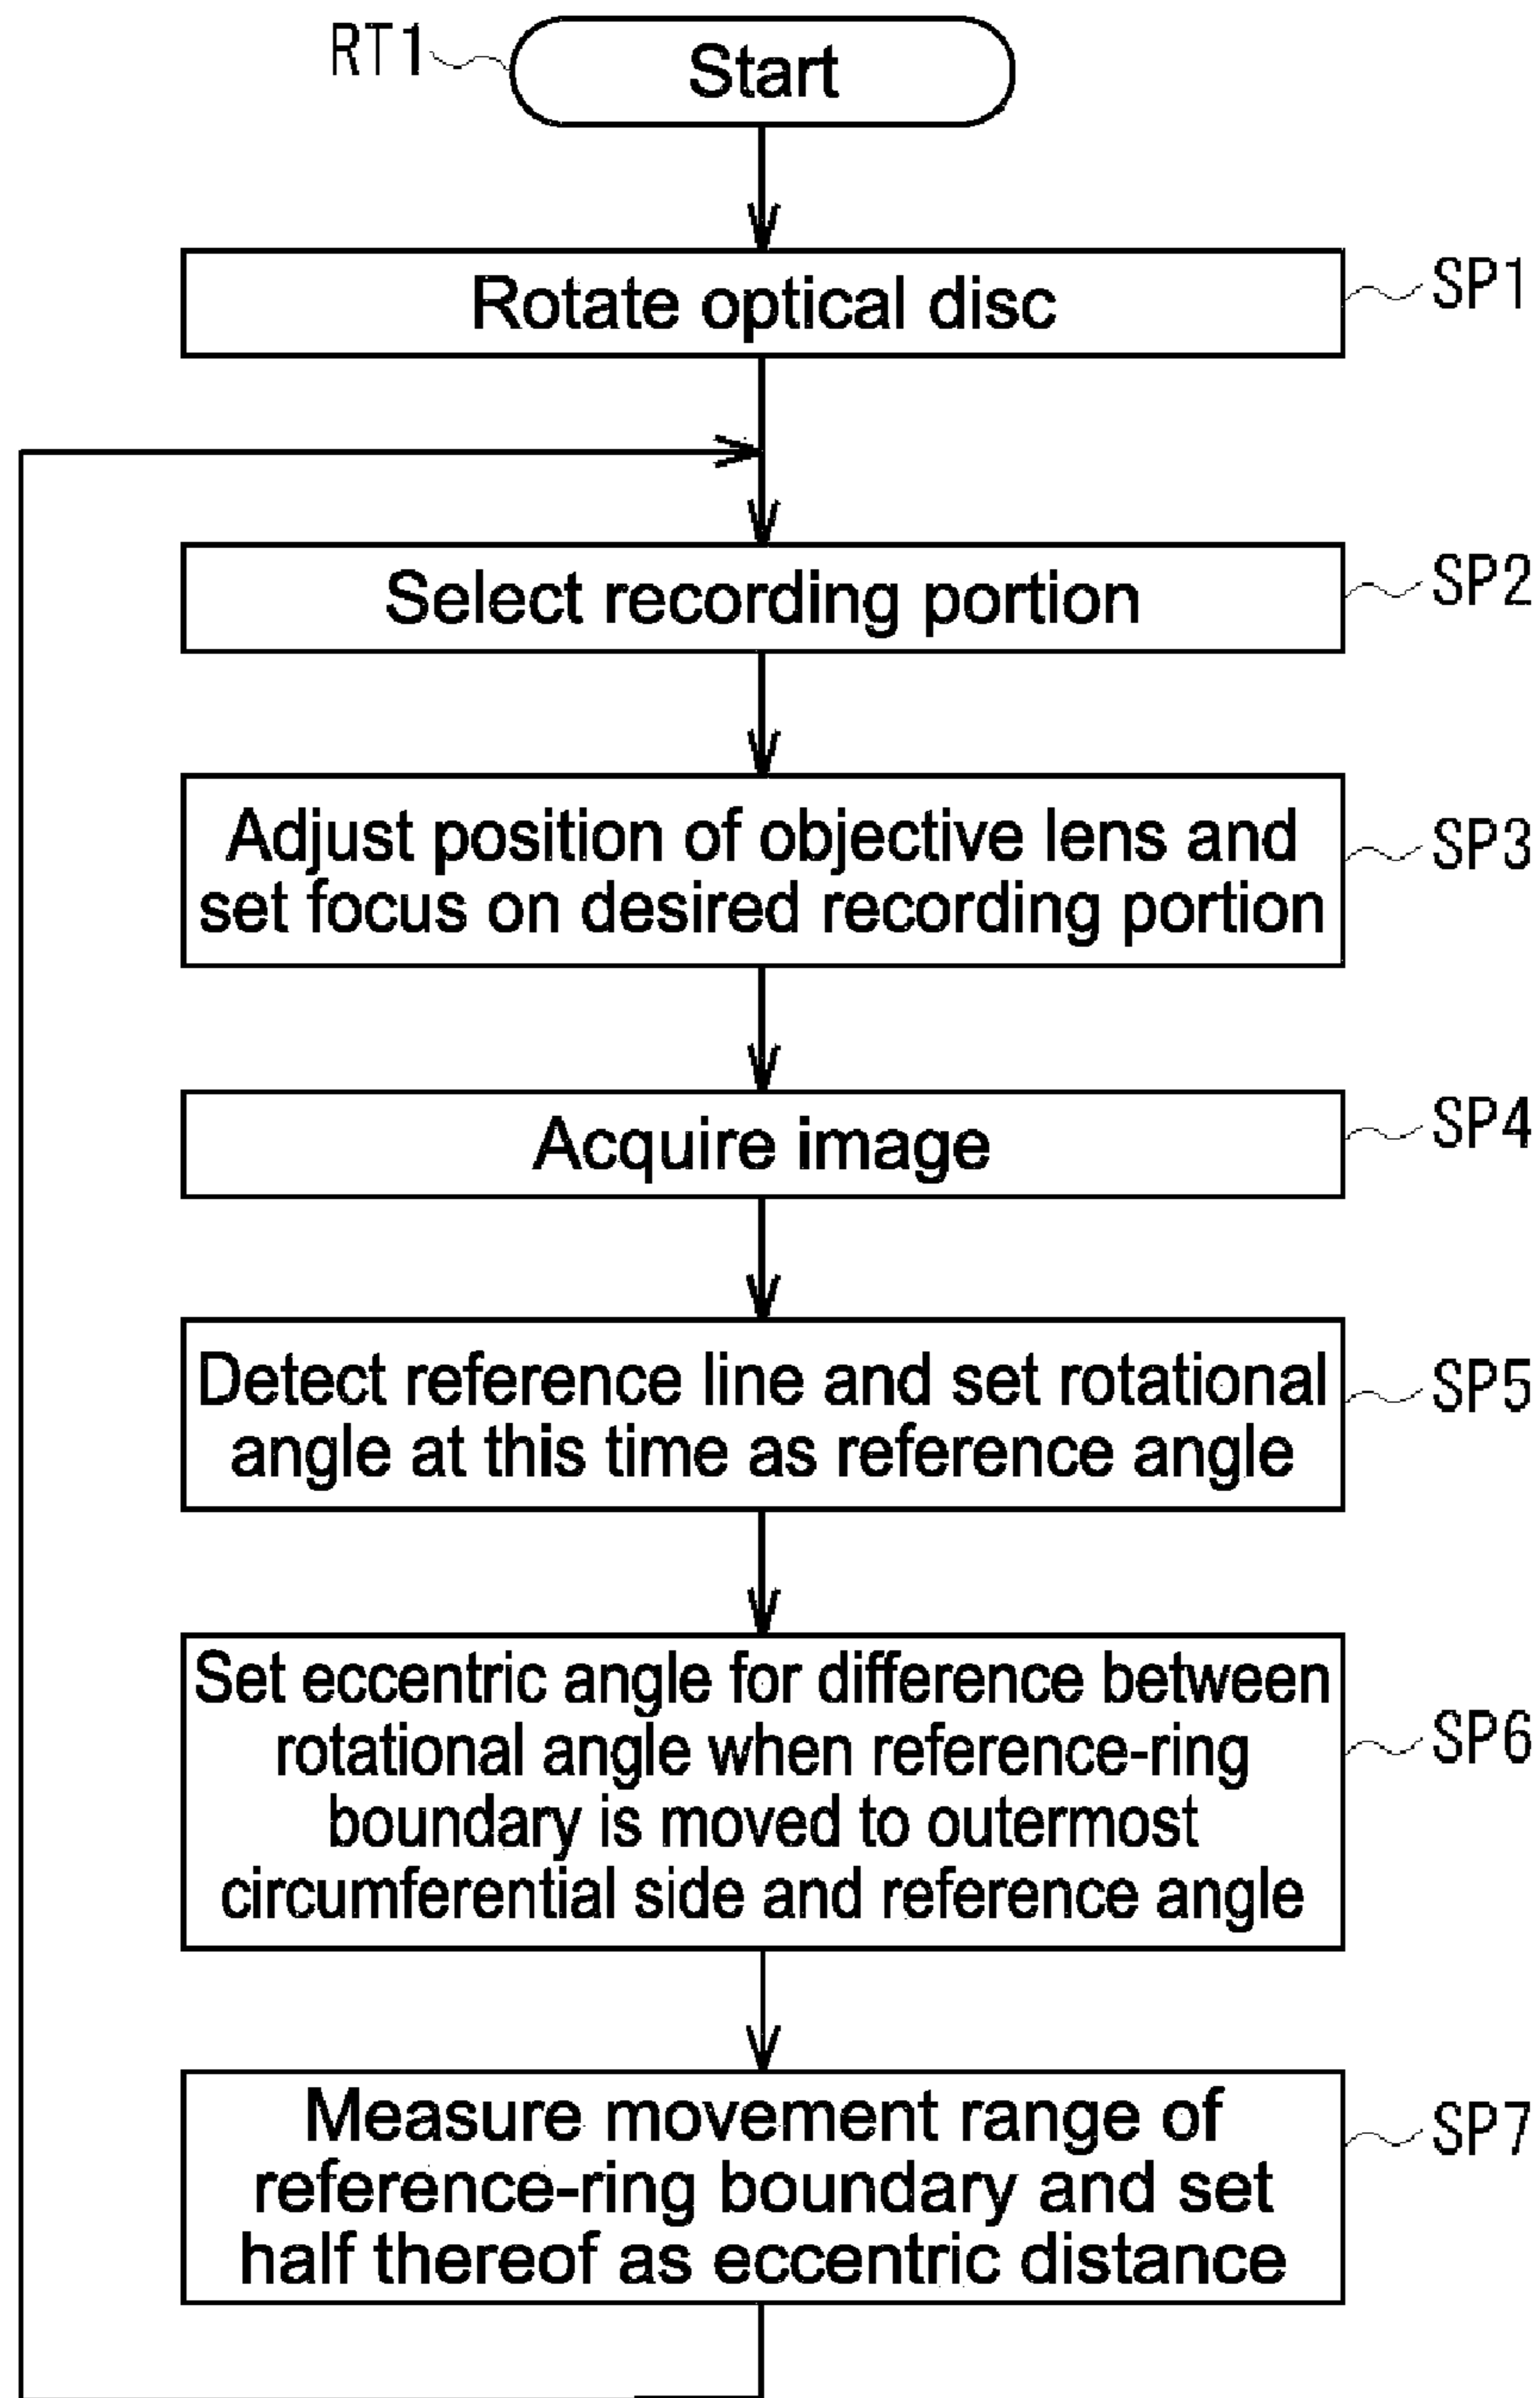 RT1
Start
Rotate optical disc
SP1
Select recording portion
SP2
Adjust position of objective lens and
set focus on desired recording portion
SP3
Acquire image
SP4
Detect reference line and set rotational
angle at this time as reference angle
SP5
Set eccentric angle for difference between
rotational angle when reference-ring
boundary is moved to outermost
circumferential side and reference angle
SP6
Measure movement range of
reference-ring boundary and set
half thereof as eccentric distance
SP7